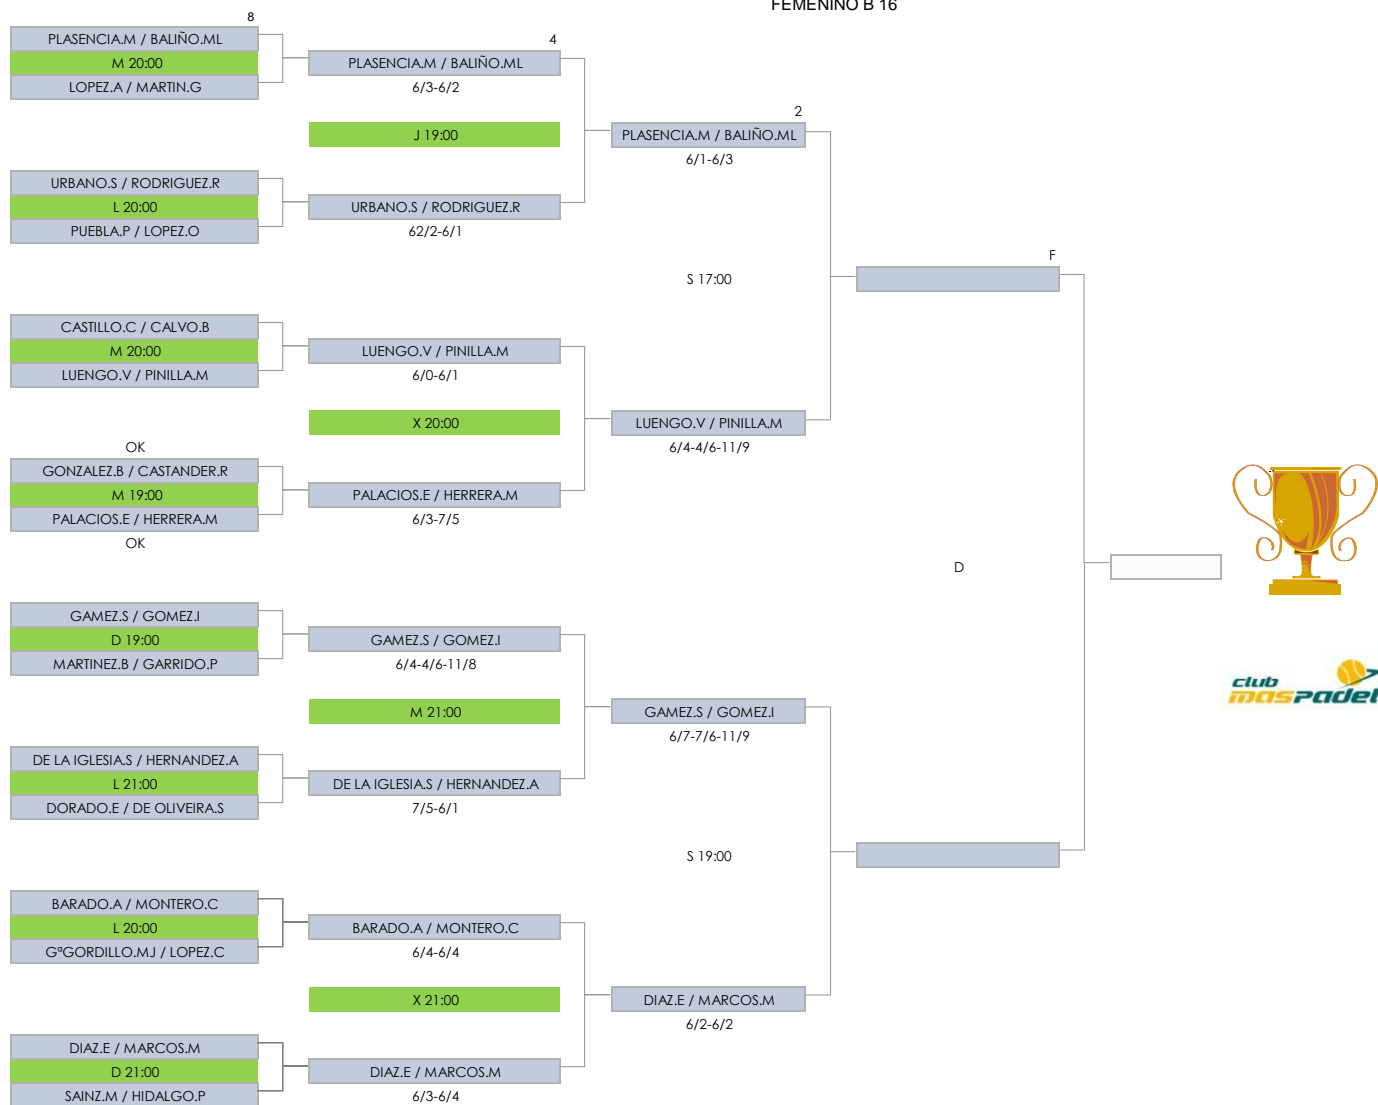 FEMENINO B 16
8
PLASENCIA.M / BALIÑO.ML
M 20:00
LOPEZ.A / MARTIN.G
URBANO.S / RODRIGUEZ.R
L 20:00
PUEBLA.P / LOPEZ.O
CASTILLO.C / CALVO.B
M 20:00
LUENGO.V / PINILLA.M
OK
GONZALEZ.B / CASTANDER.R
M 19:00
PALACIOS.E / HERRERA.M
OK
GAMEZ.S / GOMEZ.I
D 19:00
MARTINEZ.B / GARRIDO.P
DE LA IGLESIA.S / HERNANDEZ.A
L 21:00
DORADO.E / DE OLIVEIRA.S
BARADO.A / MONTERO.C
L 20:00
GªGORDILLO.MJ / LOPEZ.C
DIAZ.E / MARCOS.M
D 21:00
SAINZ.M / HIDALGO.P
4
PLASENCIA.M / BALIÑO.ML
6/3-6/2
J 19:00
URBANO.S / RODRIGUEZ.R
62/2-6/1
LUENGO.V / PINILLA.M
6/0-6/1
X 20:00
PALACIOS.E / HERRERA.M
6/3-7/5
GAMEZ.S / GOMEZ.I
6/4-4/6-11/8
M 21:00
DE LA IGLESIA.S / HERNANDEZ.A
7/5-6/1
BARADO.A / MONTERO.C
6/4-6/4
X 21:00
DIAZ.E / MARCOS.M
6/3-6/4
2
PLASENCIA.M / BALIÑO.ML
6/1-6/3
S 17:00
LUENGO.V / PINILLA.M
6/4-4/6-11/9
GAMEZ.S / GOMEZ.I
6/7-7/6-11/9
S 19:00
DIAZ.E / MARCOS.M
6/2-6/2
F
D
club
maspadel